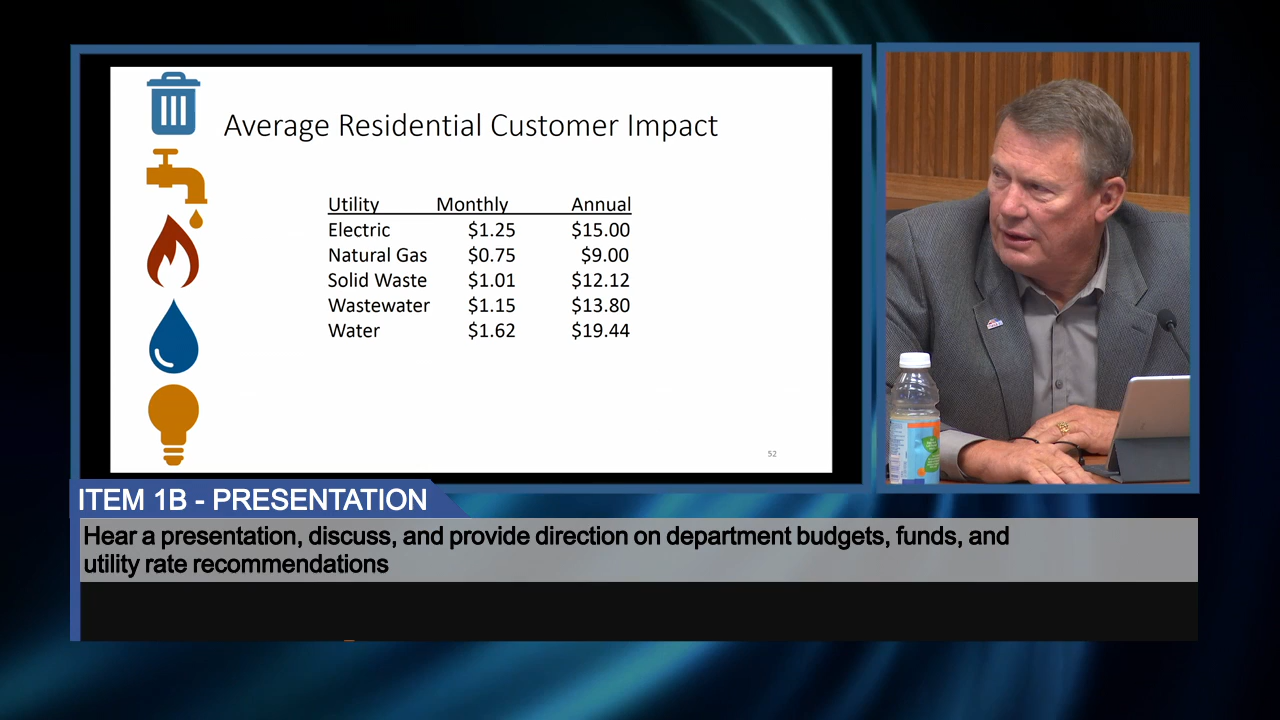 Average Residential Customer Impact
Utility Monthly Annual
Electric $1.25 $15.00
Natural Gas $0.75 $9.00
Solid Waste $1.01 $12.12
Wastewater $1.15 $13.80
Water $1.62 $19.44
52
ITEM 1B - PRESENTATION
Hear a presentation, discuss, and provide direction on department budgets, funds, and
utility rate recommendations